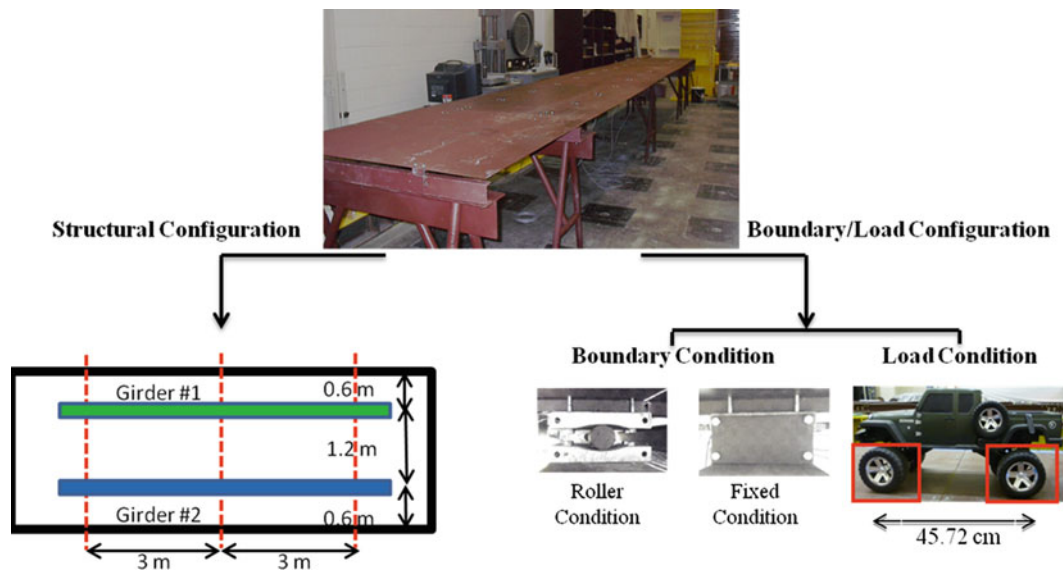 Structural Configuration
Boundary/Load Configuration
Girder #1
0.6 m
1.2 m
Girder #2
0.6 m
3 m
3 m
Boundary Condition
Load Condition
Roller
Condition
Fixed
Condition
45.72 cm